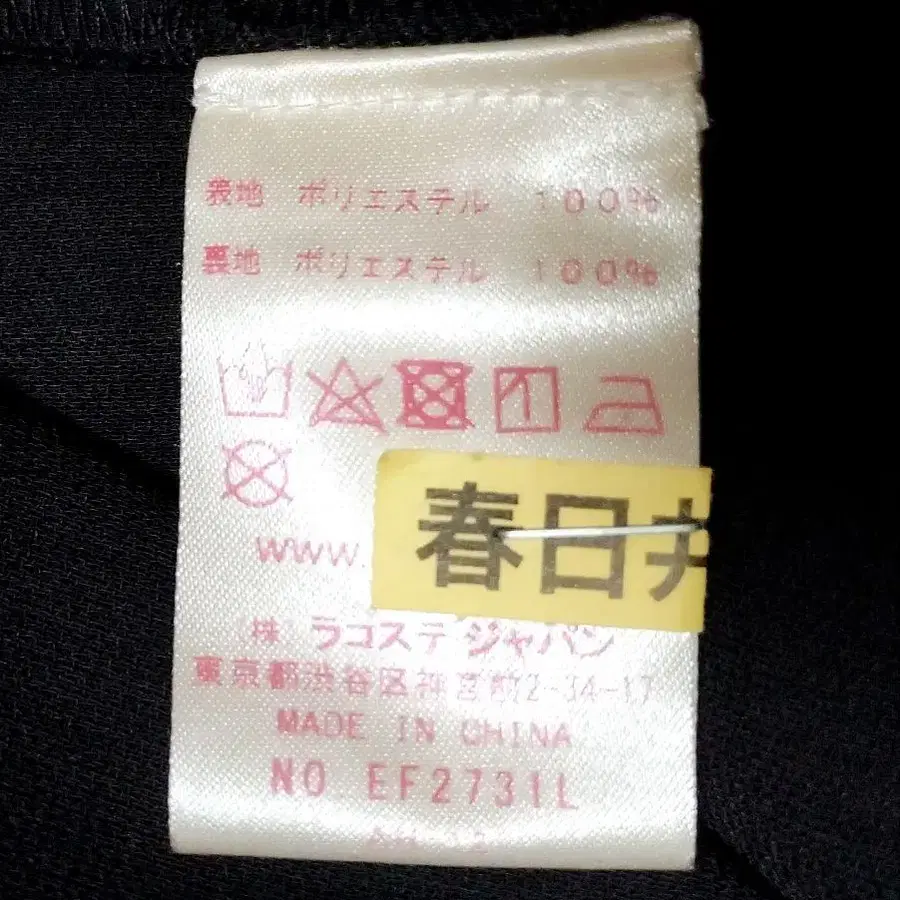 表地 ポリエステル 100%
裏地 ポリエステル 100%
www.
春日井
株 ラコステ ジャパン
東京都渋谷区神宮前2-34-17
MADE IN CHINA
NO EF2731L